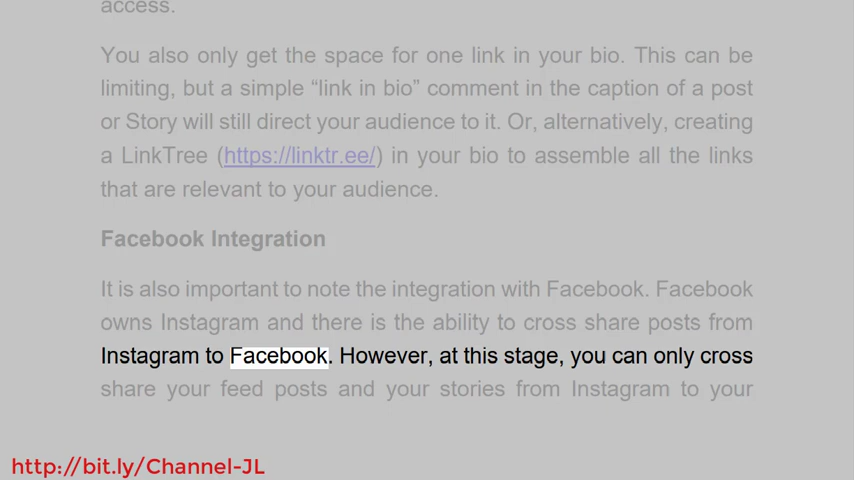 access.
You also only get the space for one link in your bio. This can be
limiting, but a simple “link in bio” comment in the caption of a post
or Story will still direct your audience to it. Or, alternatively, creating
a LinkTree (https://linktr.ee/) in your bio to assemble all the links
that are relevant to your audience.
Facebook Integration
It is also important to note the integration with Facebook. Facebook
owns Instagram and there is the ability to cross share posts from
Instagram to Facebook. However, at this stage, you can only cross
share your feed posts and your stories from Instagram to your
http://bit.ly/Channel-JL